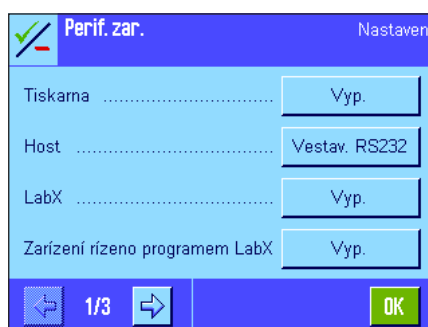 Perif. zar.
Nastaven
Tiskarna ................................ Vyp.
Host ..................................... Vestav. RS232
LabX ..................................... Vyp.
Zarízení rízeno programem LabX Vyp.
1/3
OK